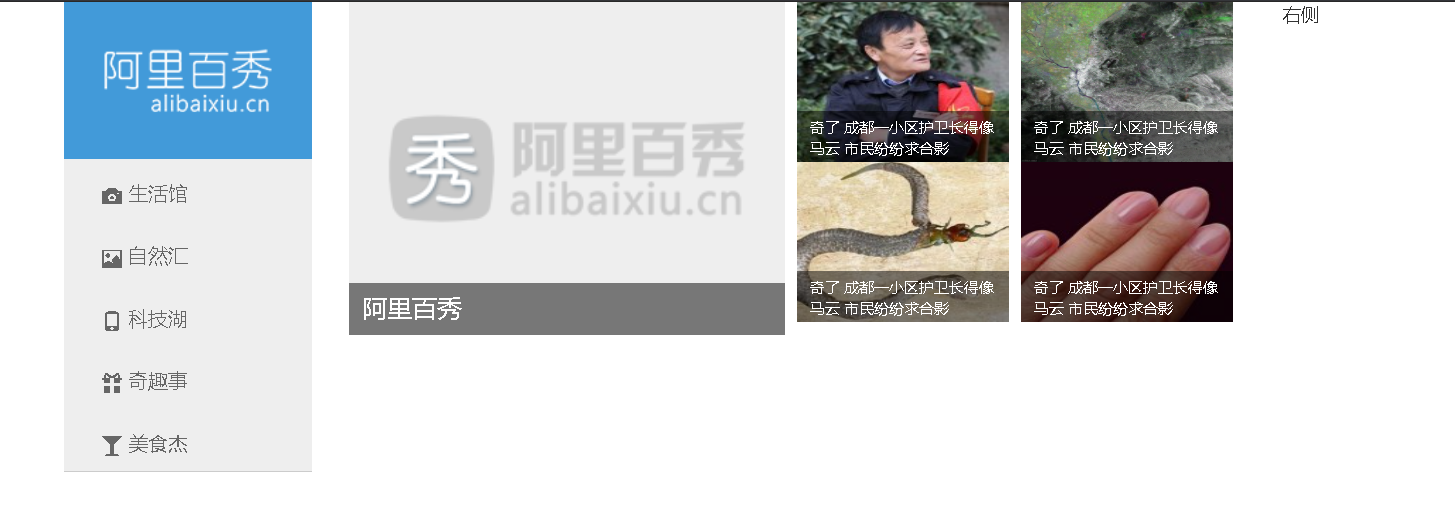 阿里百秀
alibaixiu.cn
生活馆
自然汇
科技湖
奇趣事
美食杰
秀
阿里百秀
alibaixiu.cn
阿里百秀
奇了 成都一小区护卫长得像
马云 市民纷纷求合影
奇了 成都一小区护卫长得像
马云 市民纷纷求合影
奇了 成都一小区护卫长得像
马云 市民纷纷求合影
奇了 成都一小区护卫长得像
马云 市民纷纷求合影
右侧